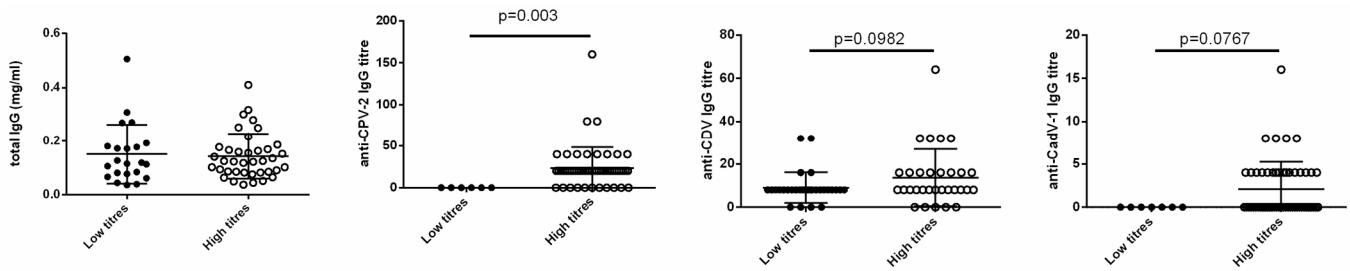 total IgG (mg/ml)
0.6
0.4
0.2
0.0
Low titres
High titres
p=0.003
anti-CPV-2 IgG titre
200
150
100
50
0
Low titres
High titres
p=0.0982
anti-CDV IgG titre
80
60
40
20
0
Low titres
High titres
p=0.0767
anti-CadV-1 IgG titre
20
15
10
5
0
Low titres
High titres